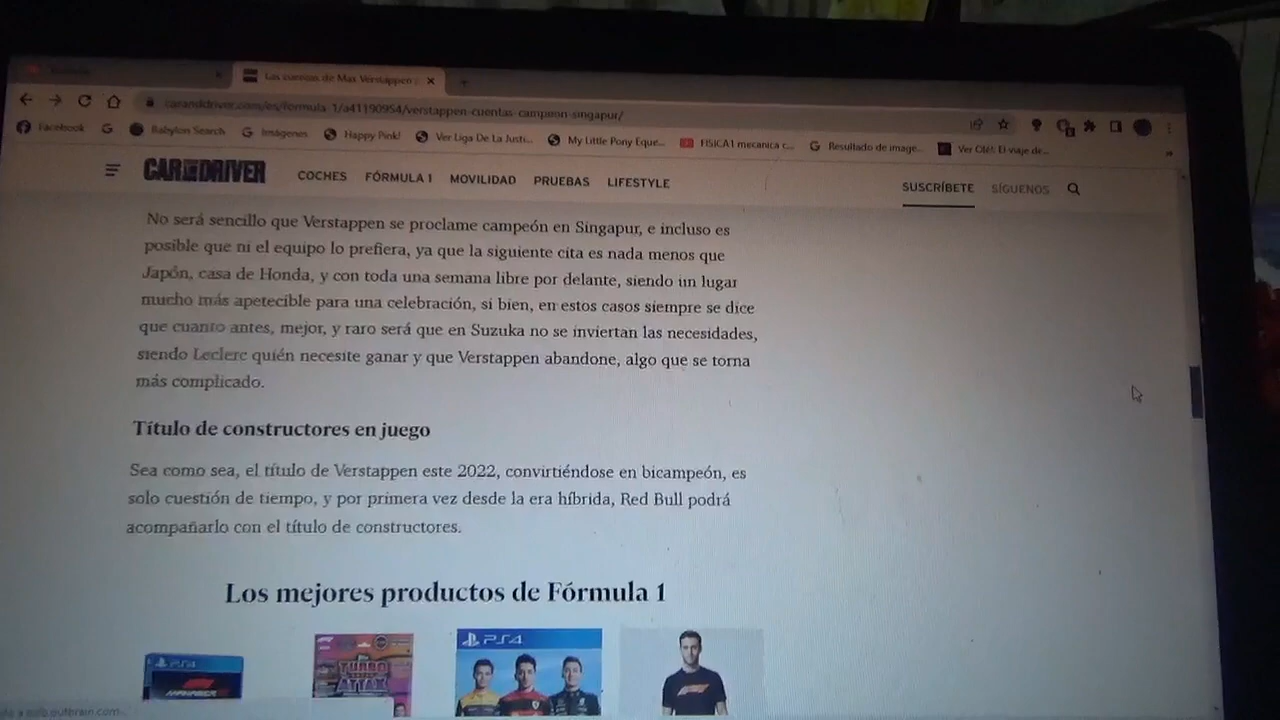 Las cuentas de Max Verstappen
caranddriver.com/es/formula-1/a41190954/verstappen-cuentas-campeon-singapur/
Facebook Babylon Search Imágenes Happy Pink! Ver Liga De La Justi... My Little Pony Eque... FISICA1 mecanica c... Resultado de image... Ver Olé!: El viaje de...
CAR AND DRIVER COCHES FÓRMULA 1 MOVILIDAD PRUEBAS LIFESTYLE SUSCRÍBETE SÍGUENOS
No será sencillo que Verstappen se proclame campeón en Singapur, e incluso es
posible que ni el equipo lo prefiera, ya que la siguiente cita es nada menos que
Japón, casa de Honda, y con toda una semana libre por delante, siendo un lugar
mucho más apetecible para una celebración, si bien, en estos casos siempre se dice
que cuanto antes, mejor, y raro será que en Suzuka no se inviertan las necesidades,
siendo Leclerc quién necesite ganar y que Verstappen abandone, algo que se torna
más complicado.
Título de constructores en juego
Sea como sea, el título de Verstappen este 2022, convirtiéndose en bicampeón, es
solo cuestión de tiempo, y por primera vez desde la era híbrida, Red Bull podrá
acompañarlo con el título de constructores.
Los mejores productos de Fórmula 1
PS4
MANAGER
TURBO
ATTAX
PS4